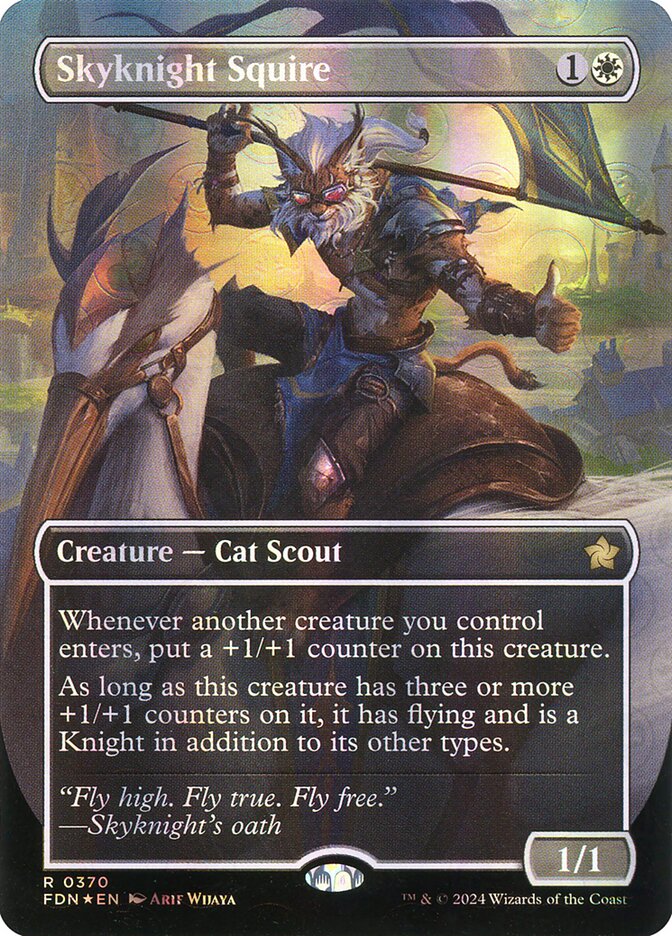 Skyknight Squire 1
Creature — Cat Scout
Whenever another creature you control
enters, put a +1/+1 counter on this creature.
As long as this creature has three or more
+1/+1 counters on it, it has flying and is a
Knight in addition to its other types.
“Fly high. Fly true. Fly free.”
—Skyknight's oath
1/1
R 0370
FDN★EN Arif Wijaya
™ & © 2024 Wizards of the Coast